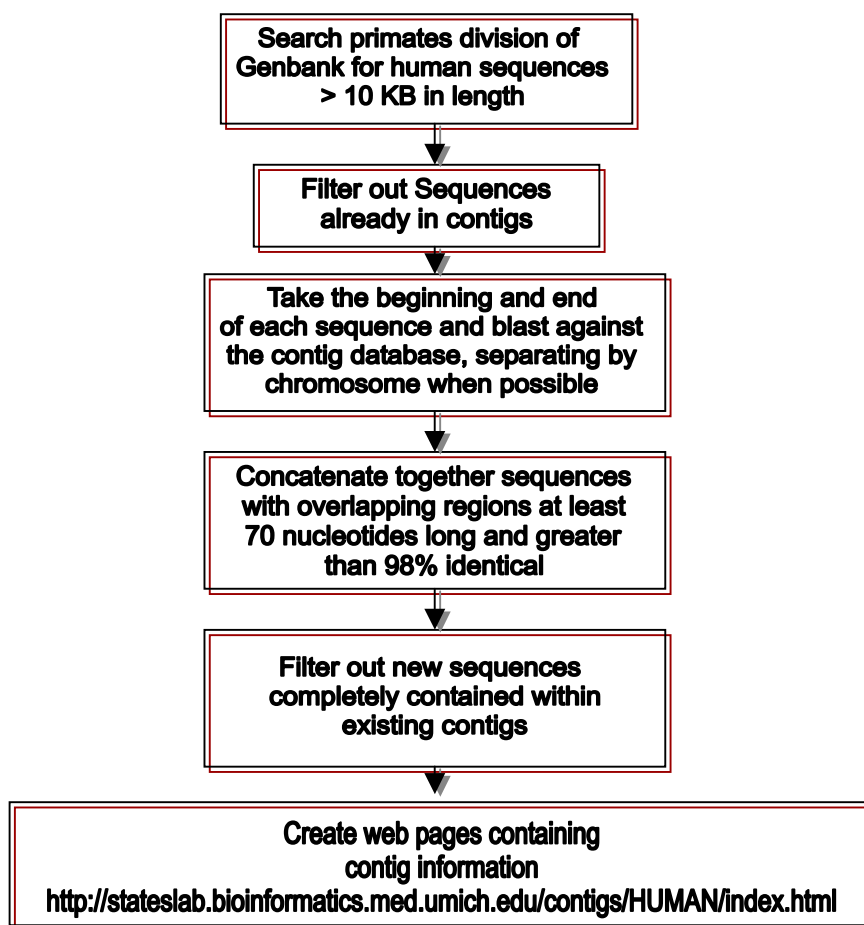 Search primates division of
Genbank for human sequences
> 10 KB in length
Filter out Sequences
already in contigs
Take the beginning and end
of each sequence and blast against
the contig database, separating by
chromosome when possible
Concatenate together sequences
with overlapping regions at least
70 nucleotides long and greater
than 98% identical
Filter out new sequences
completely contained within
existing contigs
Create web pages containing
contig information
http://stateslab.bioinformatics.med.umich.edu/contigs/HUMAN/index.html